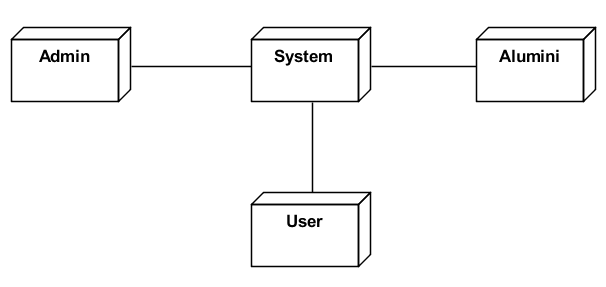 Admin
System
Alumini
User